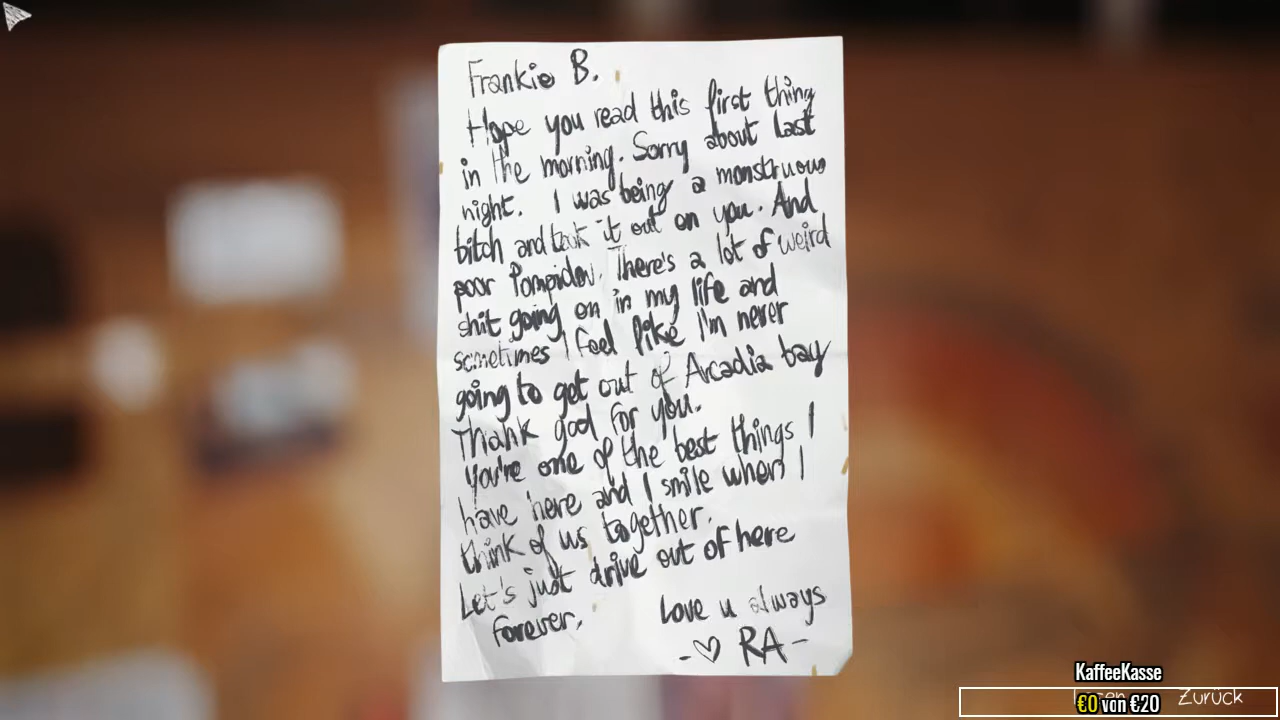 Frankie B.
Hope you read this first thing
in the morning. Sorry about last
night. I was being a monstruous
bitch and took it out on you. And
poor Pompidou. There's a lot of weird
shit going on in my life and
sometimes I feel like I'm never
going to get out of Arcadia bay
Thank god for you.
You're one of the best things I
have here and I smile when I
think of us together.
Let's just drive out of here
forever.
Love u always
-♡ RA-
KaffeeKasse
€0 von €20
Zurück